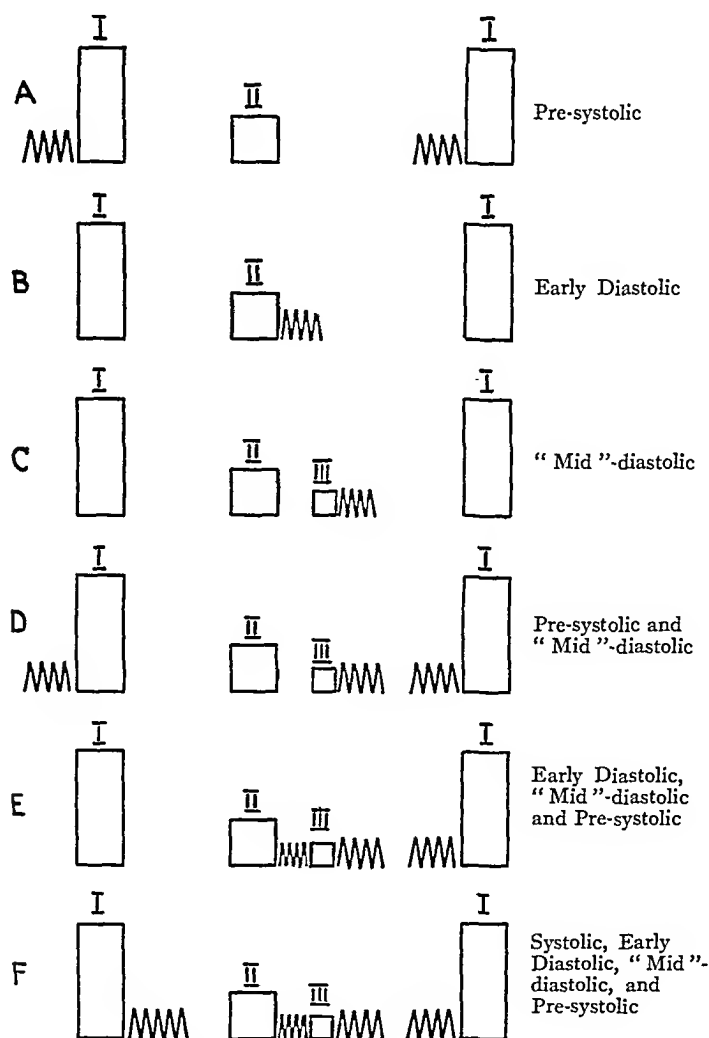 I I
A II Pre-systolic
I I
B II Early Diastolic
I I
C II III “ Mid ”-diastolic
I I
D II III Pre-systolic and
“ Mid ”-diastolic
I I
E II III Early Diastolic,
“ Mid ”-diastolic
and Pre-systolic
I I
F II III Systolic, Early
Diastolic, “ Mid ”-
diastolic, and
Pre-systolic